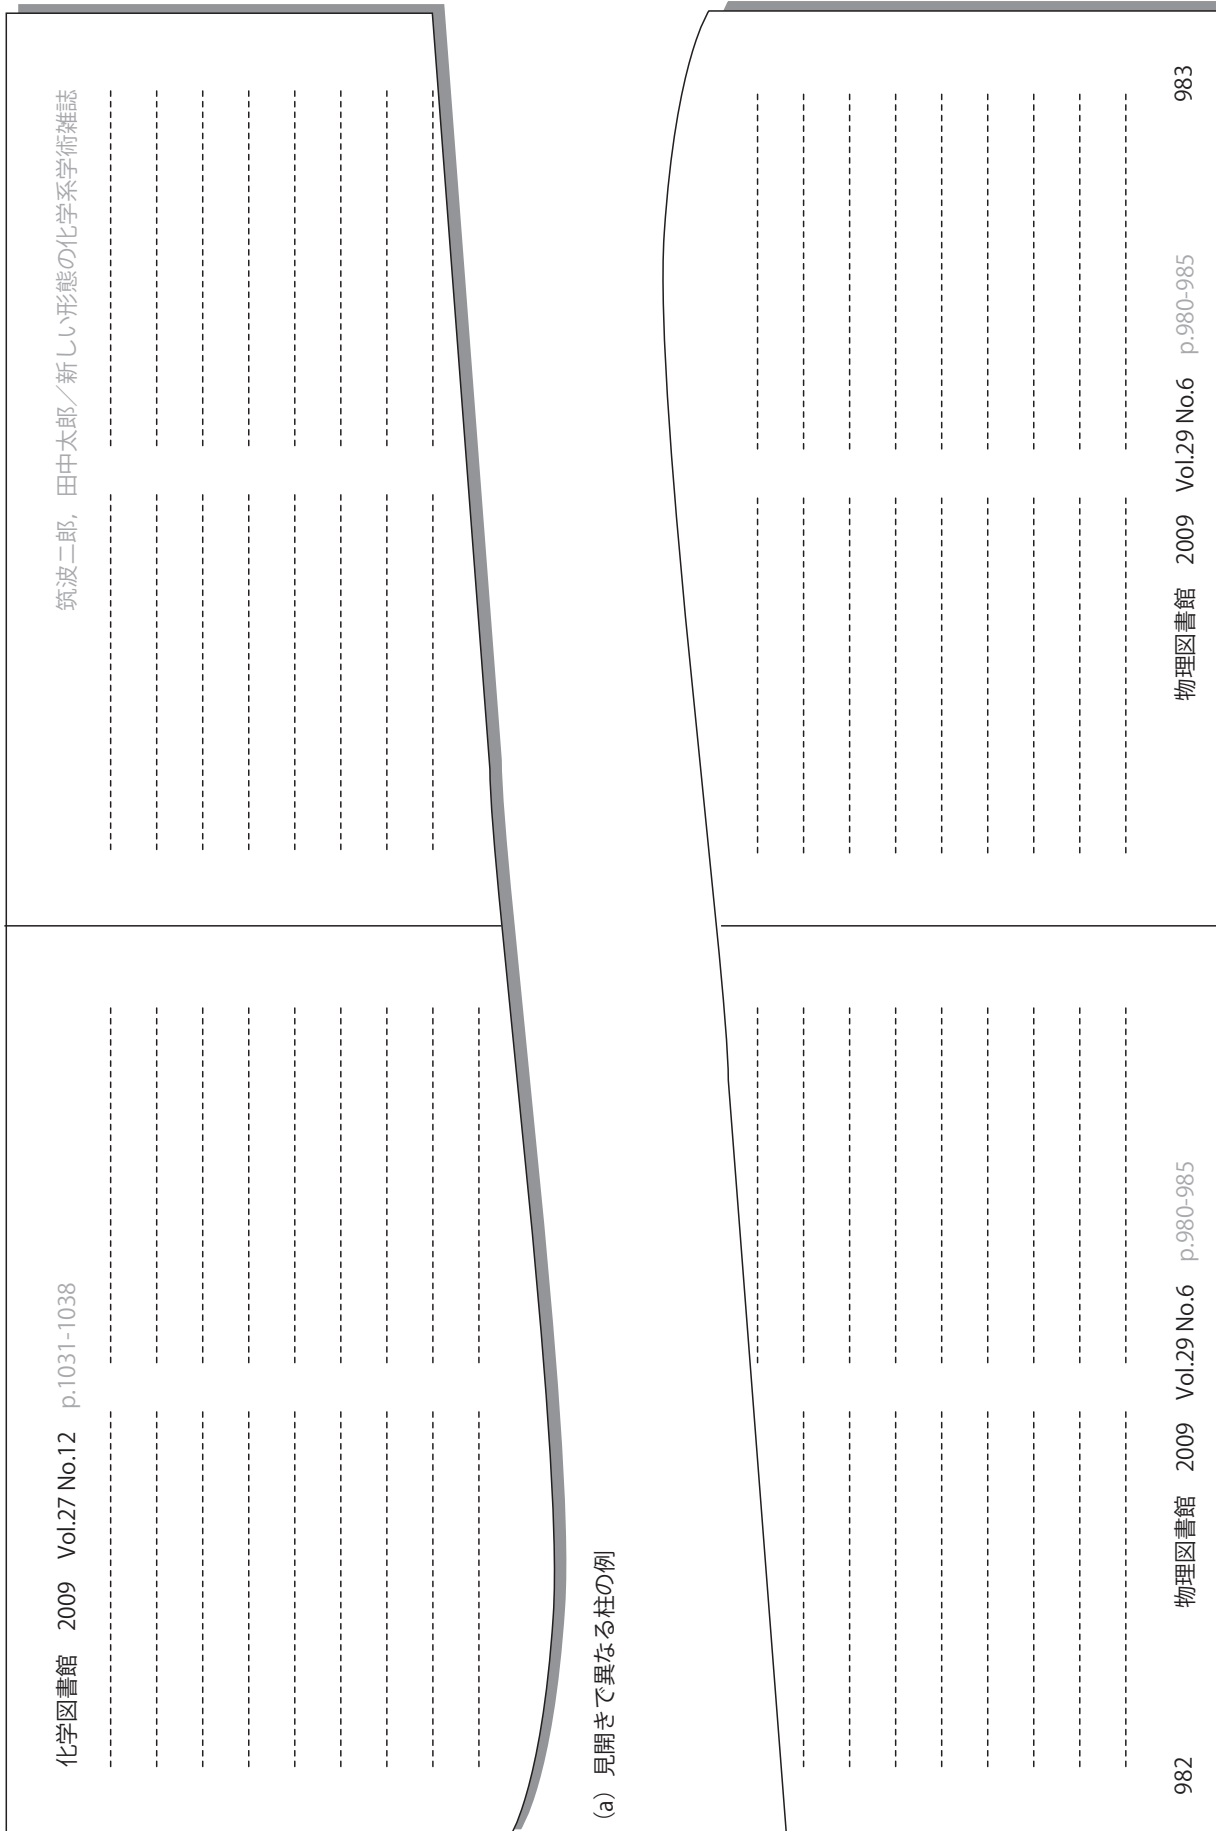 化学図書館 2009 Vol.27 No.12 p.1031-1038
筑波二郎, 田中太郎/新しい形態の化学系学術雑誌
(a) 見開きで異なる柱の例
982 物理図書館 2009 Vol.29 No.6 p.980-985
物理図書館 2009 Vol.29 No.6 p.980-985 983